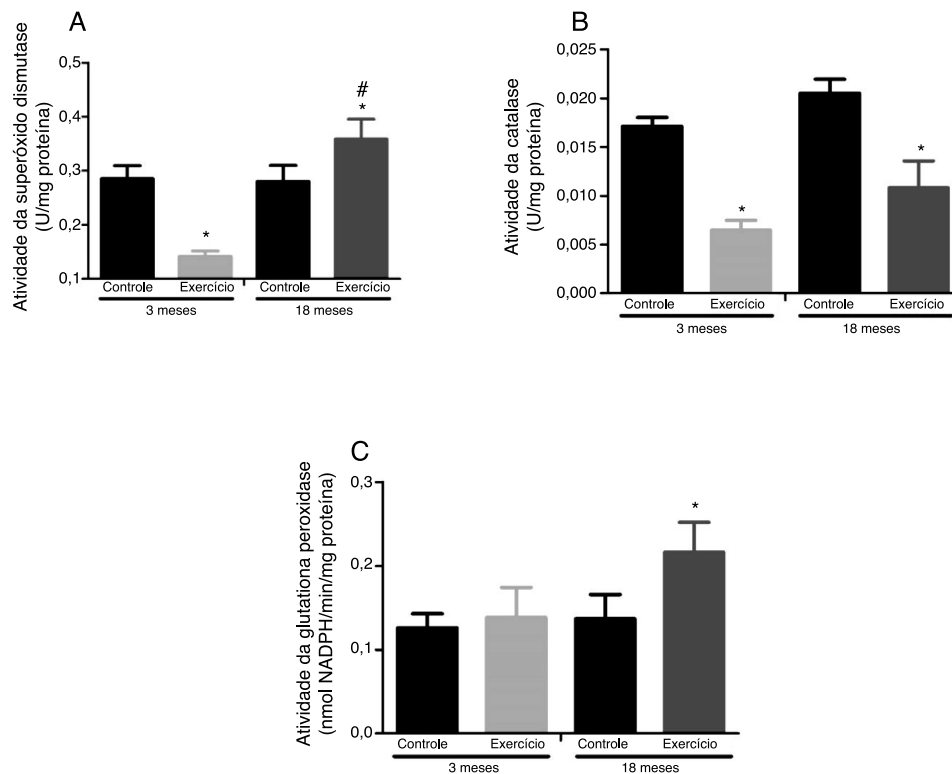 A
Atividade da superóxido dismutase
(U/mg proteína)
0,5
0,4
0,3
0,2
0,1
#
*
*
Controle Exercício Controle Exercício
3 meses 18 meses
B
Atividade da catalase
(U/mg proteína)
0,025
0,020
0,015
0,010
0,005
0,000
*
*
Controle Exercício Controle Exercício
3 meses 18 meses
C
Atividade da glutationa peroxidase
(nmol NADPH/min/mg proteína)
0,3
0,2
0,1
0,0
*
Controle Exercício Controle Exercício
3 meses 18 meses